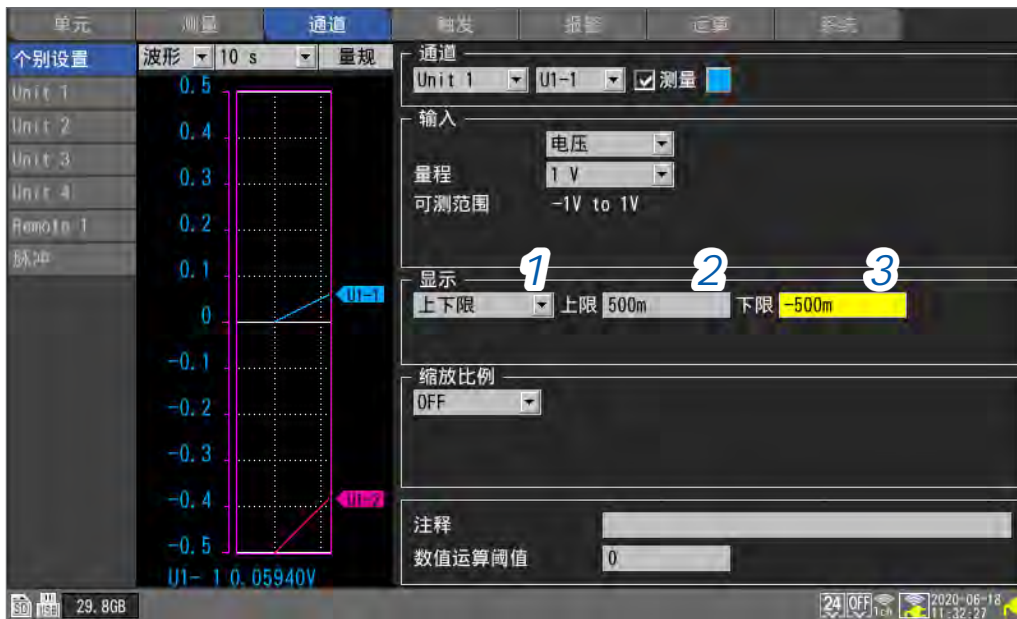 单元 测量 通道 触发 报警 运算 系统
个别设置
Unit 1
Unit 2
Unit 3
Unit 4
Remote 1
脉冲
波形 10 s 量规
0.5
0.4
0.3
0.2
0.1
0
-0.1
-0.2
-0.3
-0.4
-0.5
U1-1
U1-2
U1- 1 0.05940V
通道
Unit 1 U1-1 测量
输入
电压
量程 1 V
可测范围 -1V to 1V
1 2 3
显示
上下限 上限 500m 下限 -500m
缩放比例
OFF
注释
数值运算阈值 0
SD USB 29.8GB
24 OFF 1ch 2020-06-18
11:32:27